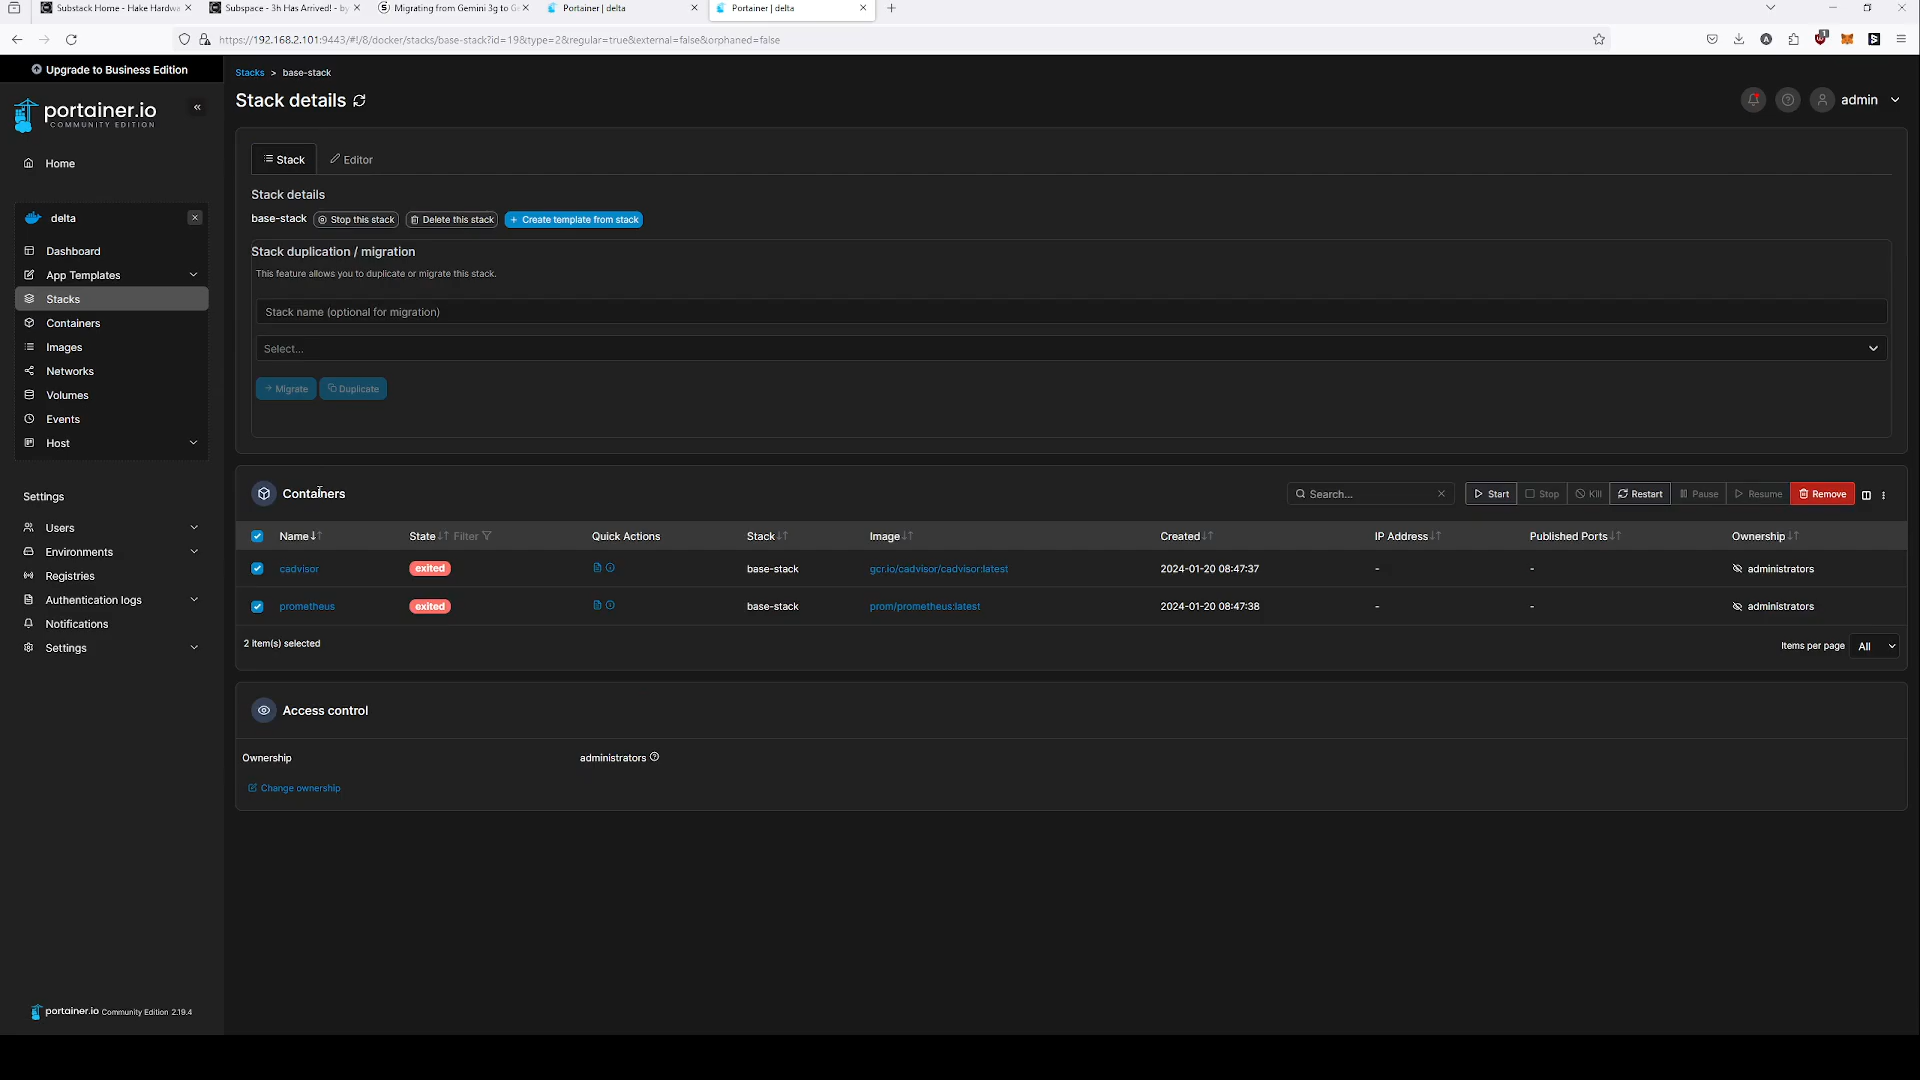 Substack Home - Hake Hardwa
Subspace - 3h Has Arrived! - by
Migrating from Gemini 3g to G
Portainer | delta
Portainer | delta
https://192.168.2.101:9443/#!/8/docker/stacks/base-stack?id=19&type=2&regular=true&external=false&orphaned=false
Upgrade to Business Edition
portainer.io
COMMUNITY EDITION
Home
delta
Dashboard
App Templates
Stacks
Containers
Images
Networks
Volumes
Events
Host
Settings
Users
Environments
Registries
Authentication logs
Notifications
Settings
portainer.io Community Edition 2.19.4
Stacks > base-stack
Stack details
admin
Stack Editor
Stack details
base-stack Stop this stack Delete this stack + Create template from stack
Stack duplication / migration
This feature allows you to duplicate or migrate this stack.
Stack name (optional for migration)
Select...
Migrate Duplicate
Containers Search... Start Stop Kill Restart Pause Resume Remove
Name State Filter Quick Actions Stack Image Created IP Address Published Ports Ownership
cadvisor exited base-stack gcr.io/cadvisor/cadvisor:latest 2024-01-20 08:47:37 - - administrators
prometheus exited base-stack prom/prometheus:latest 2024-01-20 08:47:38 - - administrators
2 item(s) selected Items per page All
Access control
Ownership administrators
Change ownership